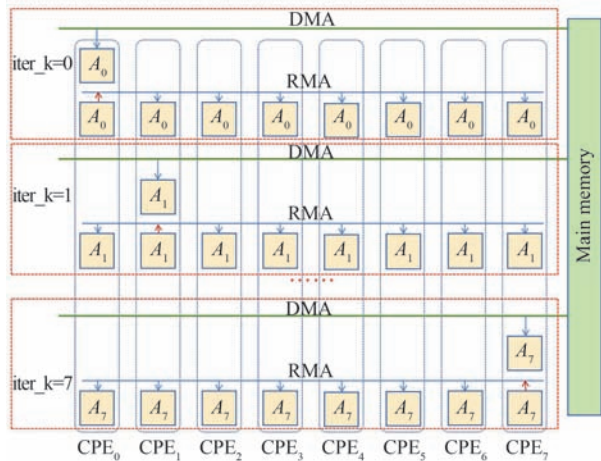 DMA
A₀
iter_k=0
RMA
A₀ A₀ A₀ A₀ A₀ A₀ A₀ A₀
DMA
A₁
iter_k=1
RMA
A₁ A₁ A₁ A₁ A₁ A₁ A₁ A₁
......
DMA
A₇
iter_k=7
RMA
A₇ A₇ A₇ A₇ A₇ A₇ A₇ A₇
CPE₀ CPE₁ CPE₂ CPE₃ CPE₄ CPE₅ CPE₆ CPE₇
Main memory